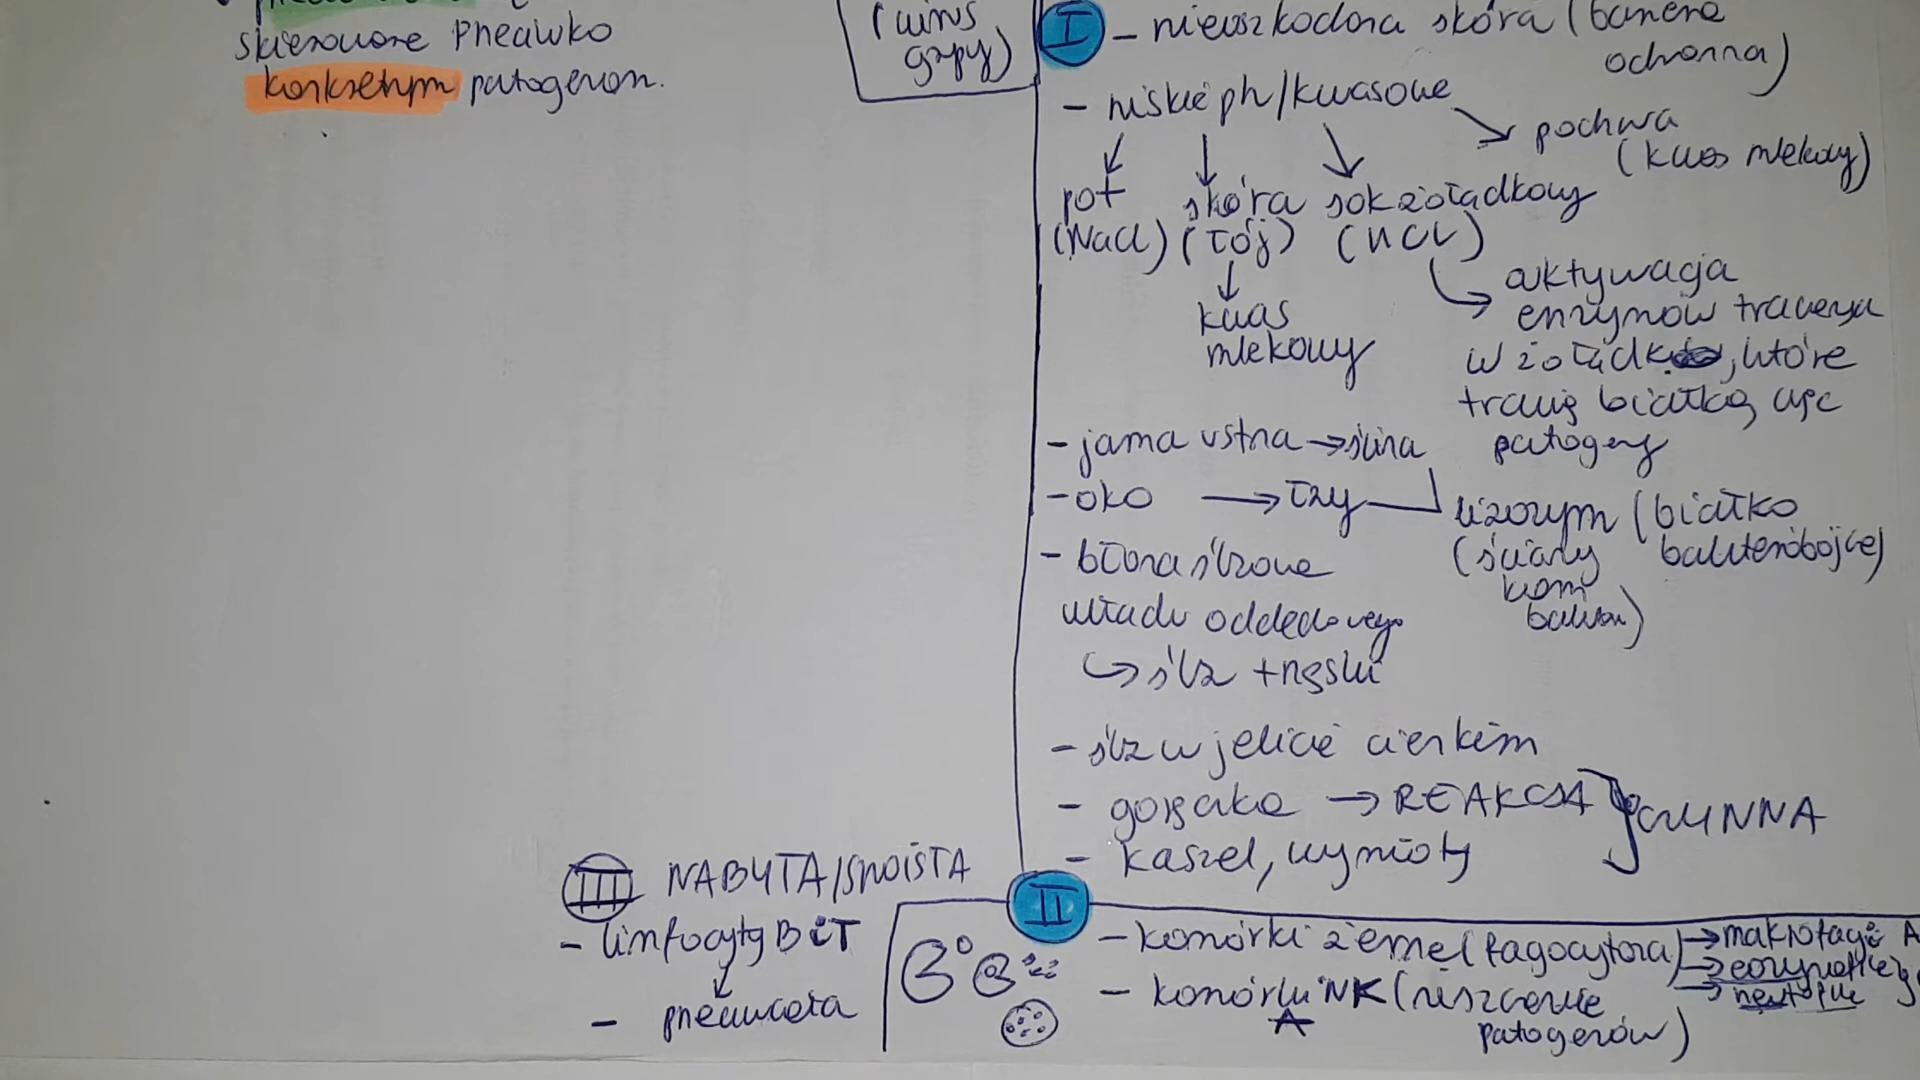 skierowane przeciwko
konkretnym patogenom.
(wirus
grypy)
I - nieuszkodzona skóra (bariera
ochronna)
- niskie ph/kwasowe
pochwa
(kwas mlekowy)
pot skóra sok żołądkowy
(NaCl) (łój) (HCl)
kwas
mlekowy
aktywacja
enzymów trawienia
w żołądku, które
trawią białka, więc
patogeny
- jama ustna → ślina
- oko → łzy
lizozym (białko
bakteriobójcze)
(ściany
kom
bakterii)
- błona śluzowa
układu oddechowego
↳ śluz + rzęski
- śluz w jelicie cienkim
- gorączka → REAKCJA
- kaszel, wymioty
OCHRONNA
III NABYTA/SWOISTA
- limfocyty B i T
- przeciwciała
II
- komórki żerne (fagocytoza) → makrofagi A
→ eozynofile
→ neutrofile
- komórki NK (niszczenie
A
patogenów)